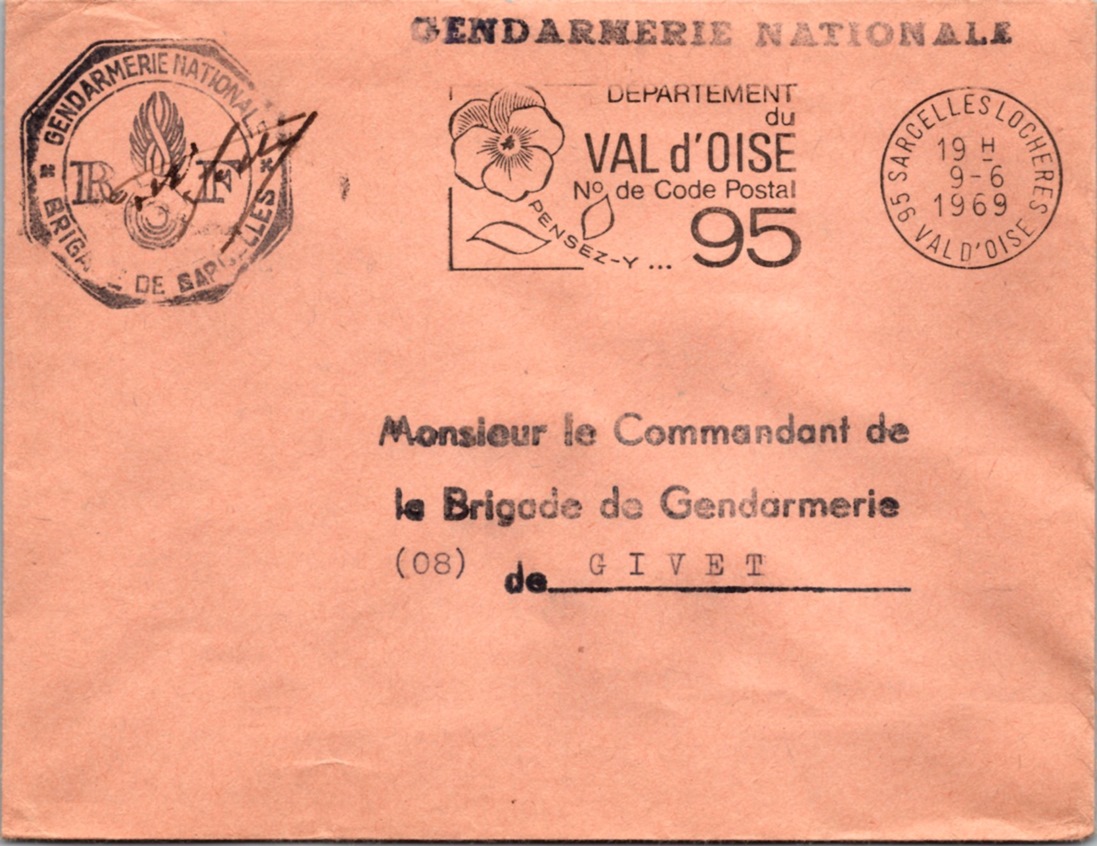 GENDARMERIE NATIONALE
GENDARMERIE NATIONALE
R F
* BRIGADE DE SARCELLES *
DEPARTEMENT
du
VAL d'OISE
Nº de Code Postal
95
PENSEZ-Y ...
SARCELLES LOCHERES
19 H
9-6
1969
95 VAL D'OISE
Monsieur le Commandant de
la Brigade de Gendarmerie
(08) de GIVET